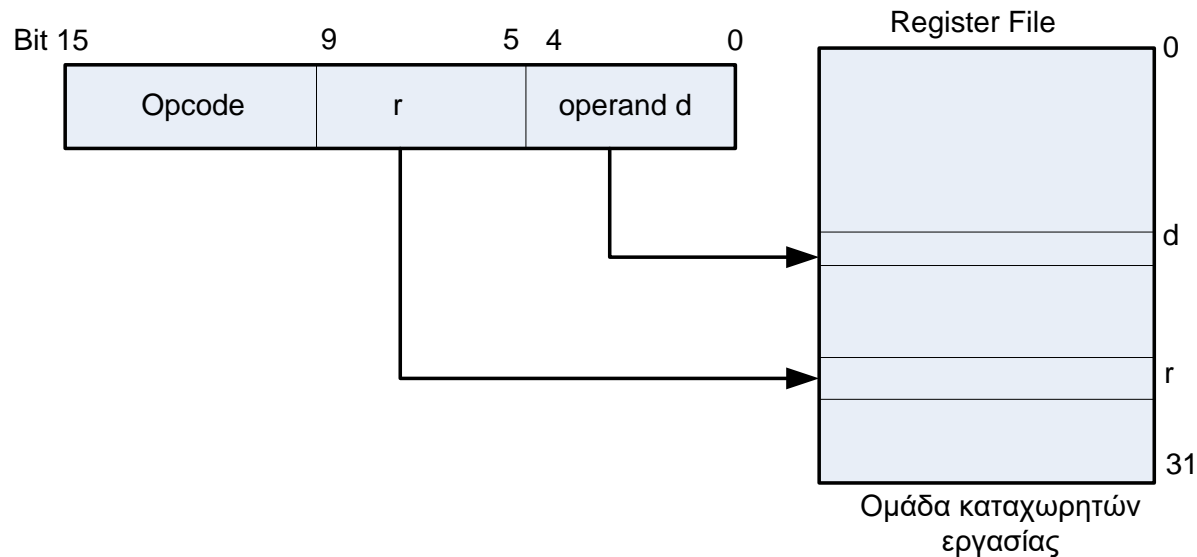 Register File
Bit 15 9 5 4 0
0
Opcode r operand d
d
r
31
Ομάδα καταχωρητών
εργασίας